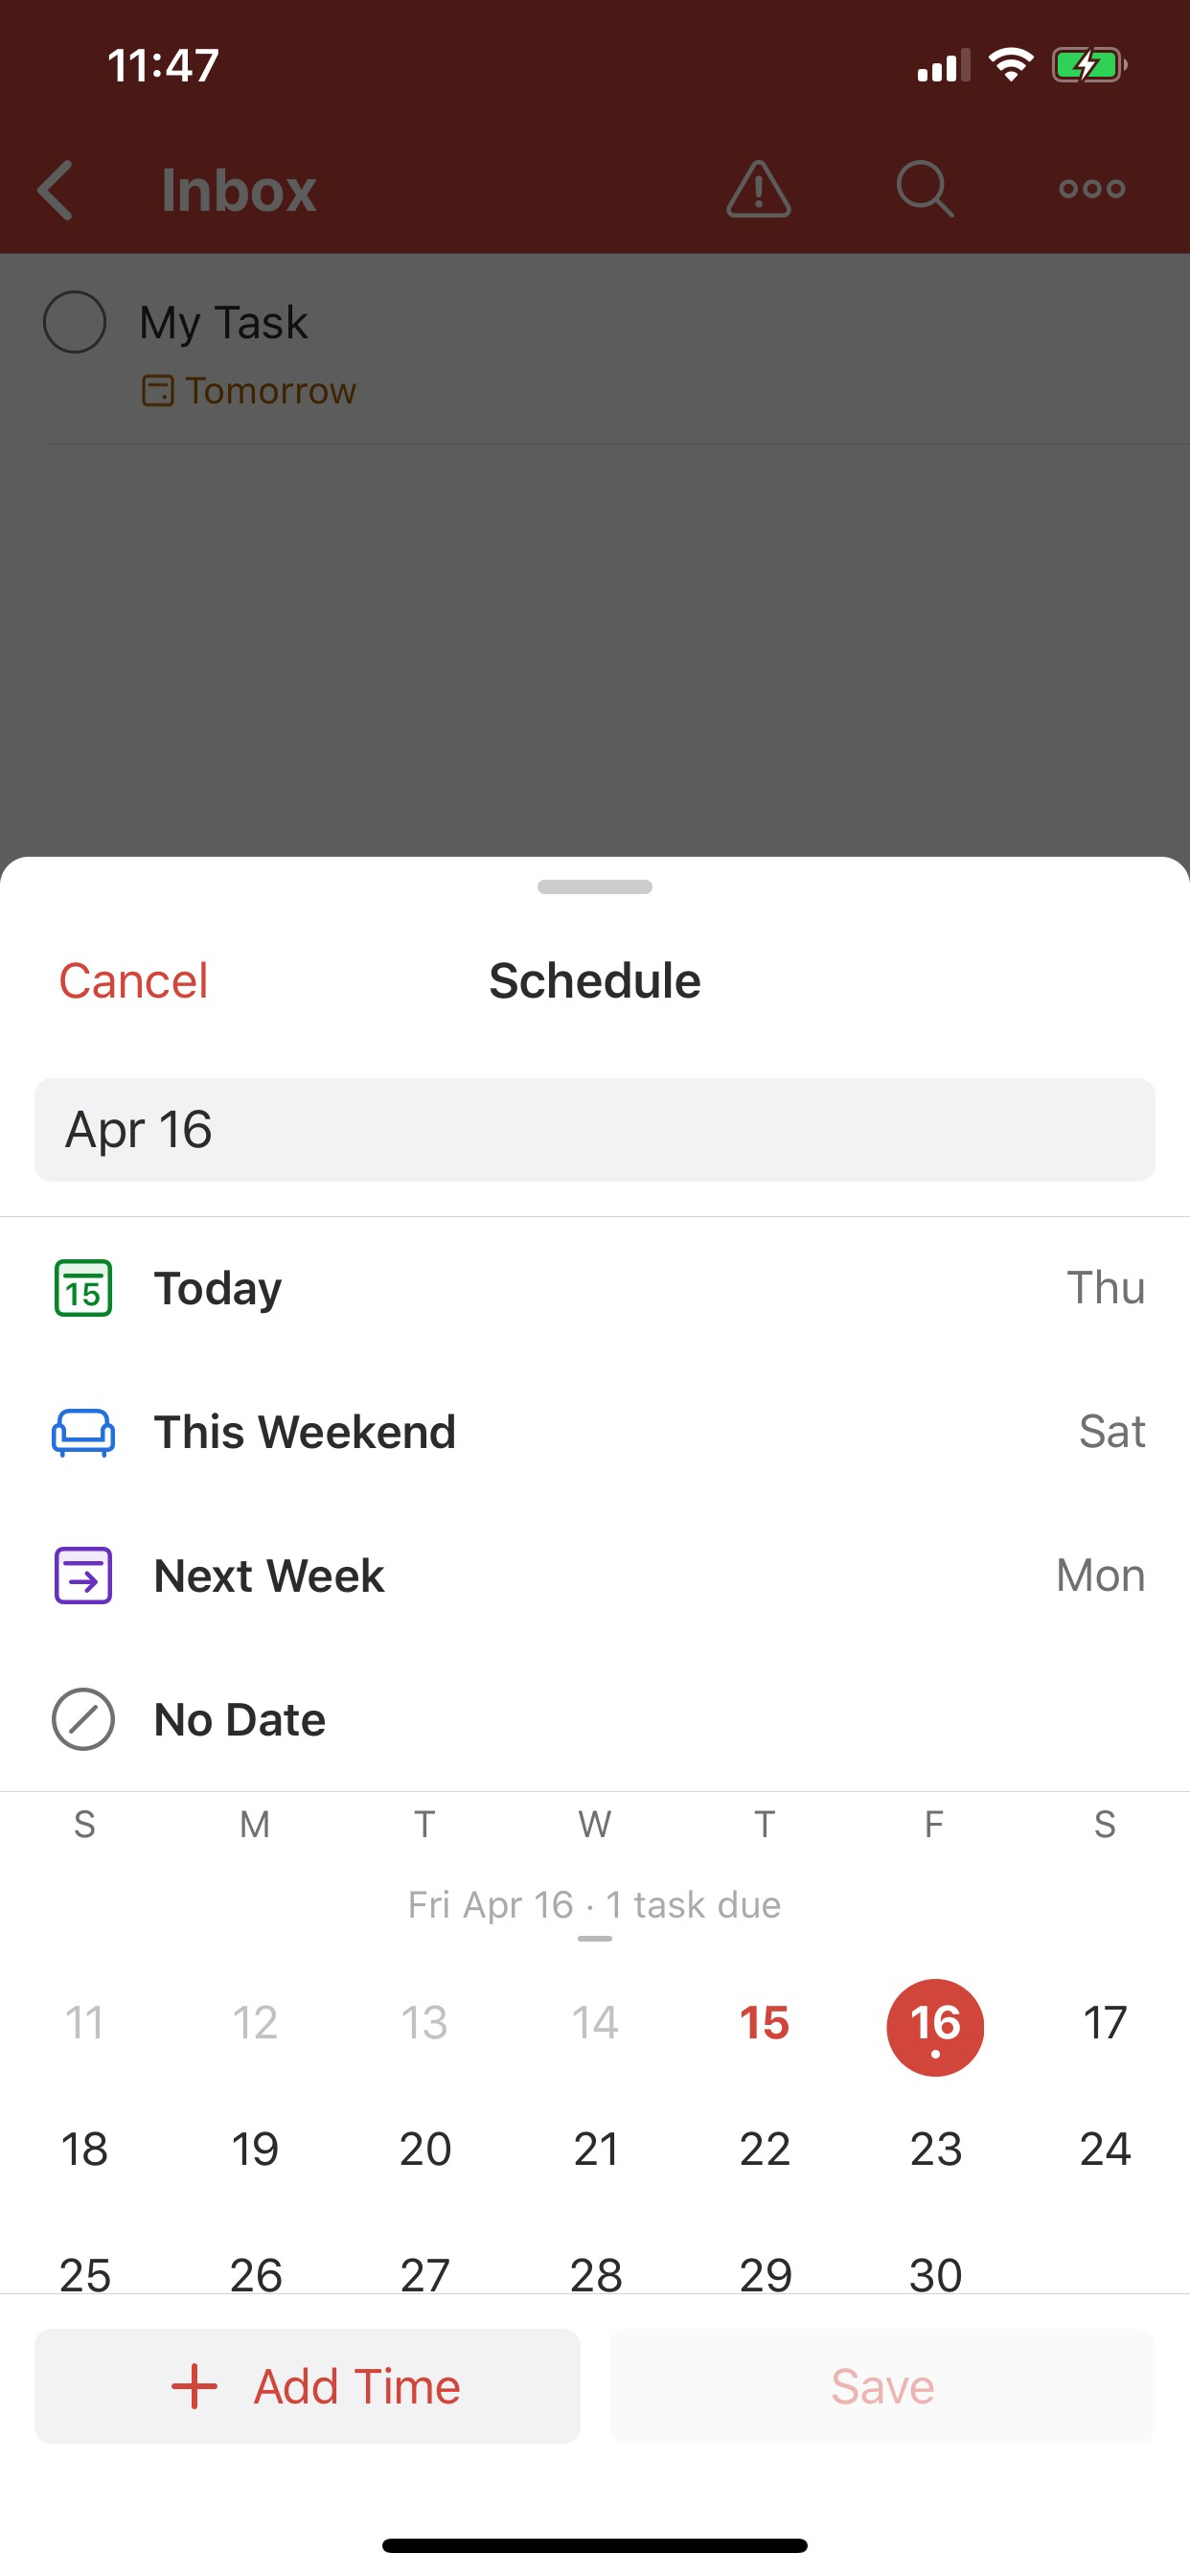 11:47
Inbox
My Task
Tomorrow
Cancel Schedule
Apr 16
15 Today Thu
This Weekend Sat
Next Week Mon
No Date
S M T W T F S
Fri Apr 16 · 1 task due
11 12 13 14 15 16 17
18 19 20 21 22 23 24
25 26 27 28 29 30
+ Add Time Save